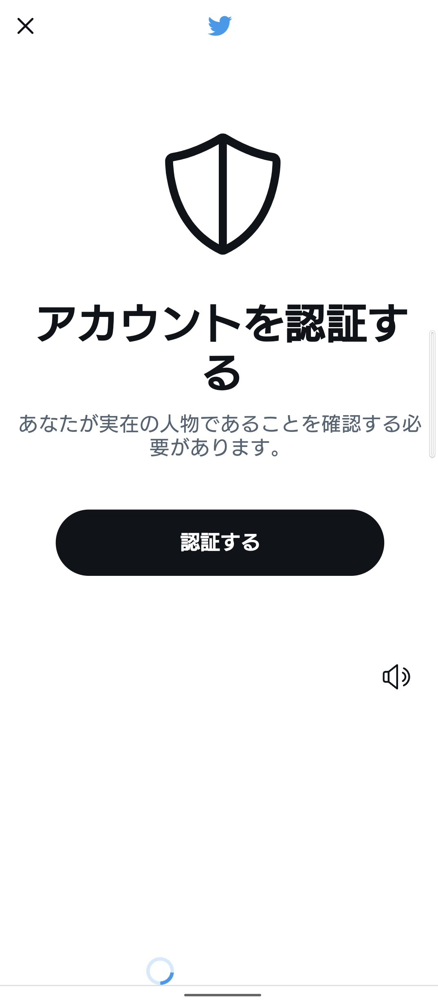 アカウントを認証す
る
あなたが実在の人物であることを確認する必
要があります。
認証する